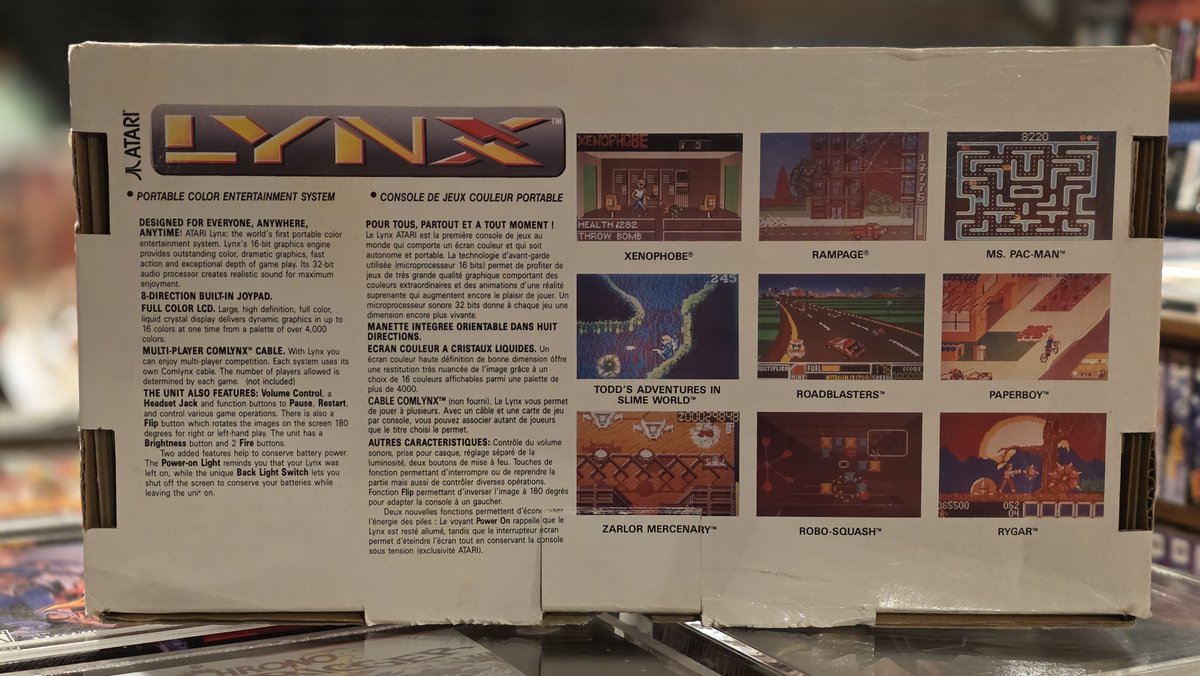 ATARI
LYNX™
• PORTABLE COLOR ENTERTAINMENT SYSTEM
DESIGNED FOR EVERYONE, ANYWHERE,
ANYTIME! ATARI Lynx: the world's first portable color
entertainment system. Lynx's 16-bit graphics engine
provides outstanding color, dramatic graphics, fast
action and exceptional depth of game play. Its 32-bit
audio processor creates realistic sound for maximum
enjoyment.
8-DIRECTION BUILT-IN JOYPAD.
FULL COLOR LCD. Large, high definition, full color,
liquid crystal display delivers dynamic graphics in up to
16 colors at one time from a palette of over 4,000
colors.
MULTI-PLAYER COMLYNX™ CABLE. With Lynx you
can enjoy multi-player competition. Each system uses its
own Comlynx cable. The number of players allowed is
determined by each game. (not included)
THE UNIT ALSO FEATURES: Volume Control, a
Headset Jack and function buttons to Pause, Restart,
and control various game operations. There is also a
Flip button which rotates the images on the screen 180
degrees for right or left-hand play. The unit has a
Brightness button and 2 Fire buttons.
Two added features help to conserve battery power.
The Power-on Light reminds you that your Lynx was
left on, while the unique Back Light Switch lets you
shut off the screen to conserve your batteries while
leaving the unit on.
• CONSOLE DE JEUX COULEUR PORTABLE
POUR TOUS, PARTOUT ET A TOUT MOMENT !
Le Lynx ATARI est la première console de jeu au
monde qui comporte un écran couleur et qui soit
autonome et portable. La technologie d'avant-garde
utilisée (microprocesseur 16 bits) permet de profiter de
jeux de très grande qualité graphique comportant des
couleurs extraordinaires et des animations d'une réalité
suprenante qui augmentent encore le plaisir de jouer. Un
microprocesseur sonore 32 bits donne à chaque jeu une
dimension encore plus vivante.
MANETTE INTEGREE ORIENTABLE DANS HUIT
DIRECTIONS.
ECRAN COULEUR A CRISTAUX LIQUIDES. Un
écran couleur haute définition de bonne dimension offre
une restitution très nuancée de l'image grâce à un
choix de 16 couleurs affichables parmi une palette de
plus de 4000.
CABLE COMLYNX™ (non fourni). Le Lynx vous permet
de jouer à plusieurs. Avec un câble et une carte de jeu
par console, vous pouvez associer autant de joueurs
que le titre choisi le permet.
AUTRES CARACTERISTIQUES: Contrôle du volume
sonore, prise pour casque, réglage séparé de la
luminosité, deux boutons de mise à feu. Touches de
fonction permettant d'interrompre ou de reprendre la
partie mais aussi de contrôler diverses opérations.
Fonction Flip permettant d'inverser l'image à 180 degrés
pour adapter la console à un gaucher.
Deux nouvelles fonctions permettent d'économiser
l'énergie des piles : Le voyant Power On rappelle que le
Lynx est resté allumé, tandis que le interrupteur écran
permet d'éteindre l'écran tout en conservant la console
sous tension (exclusivité ATARI).
XENOPHOBE
3
HEALTH 1282
THROW BOMB
XENOPHOBE®
17775
RAMPAGE®
8220
MS. PAC-MAN™
245
TODD'S ADVENTURES IN
SLIME WORLD™
MULTIPLIER
FUEL
SCORE
SPEED
ROADBLASTERS™
PAPERBOY™
ZARLOR MERCENARY™
ROBO-SQUASH™
052
04
RYGAR™
CHRONO